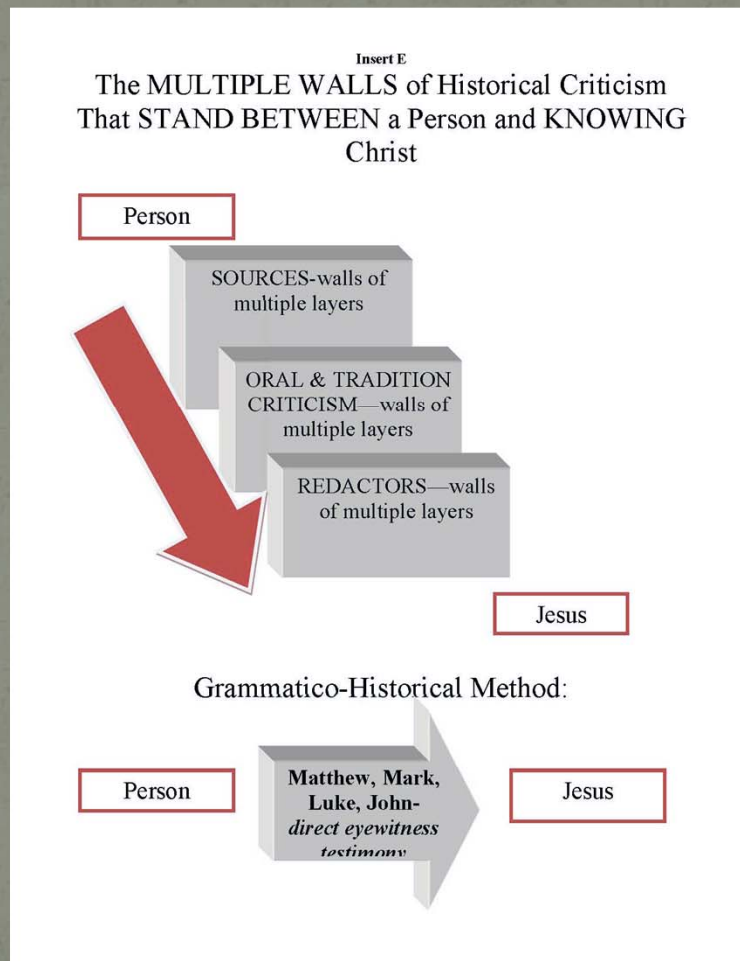 Insert E
The MULTIPLE WALLS of Historical Criticism
That STAND BETWEEN a Person and KNOWING
Christ
Person
SOURCES-walls of
multiple layers
ORAL & TRADITION
CRITICISM—walls of
multiple layers
REDACTORS—walls
of multiple layers
Jesus
Grammatico-Historical Method:
Person
Matthew, Mark,
Luke, John-
direct eyewitness
testimony
Jesus